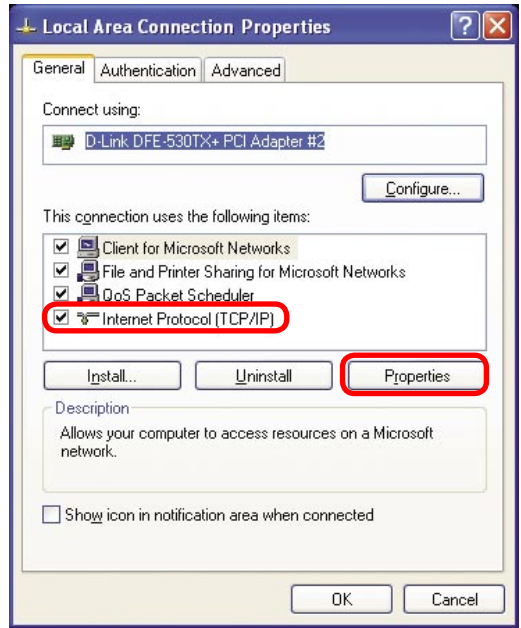 Local Area Connection Properties
General Authentication Advanced
Connect using:
D-Link DFE-530TX+ PCI Adapter #2
Configure...
This connection uses the following items:
Client for Microsoft Networks
File and Printer Sharing for Microsoft Networks
QoS Packet Scheduler
Internet Protocol (TCP/IP)
Install... Uninstall Properties
Description
Allows your computer to access resources on a Microsoft
network.
Show icon in notification area when connected
OK Cancel